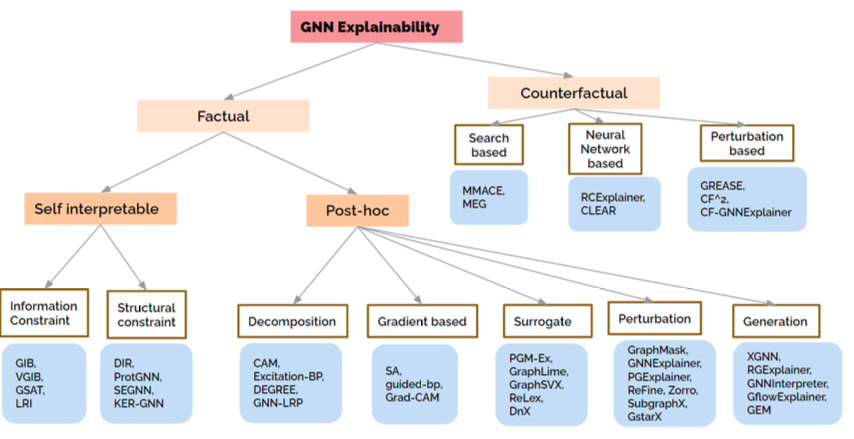 GNN Explainability
Factual
Counterfactual
Search
based
Neural
Network
based
Perturbation
based
MMACE,
MEG
RCExplainer,
CLEAR
GREASE,
CF^2,
CF-GNNExplainer
Self interpretable
Post-hoc
Information
Constraint
Structural
constraint
Decomposition
Gradient based
Surrogate
Perturbation
Generation
GIB,
VGIB,
GSAT,
LRI
DIR,
ProtGNN,
SEGNN,
KER-GNN
CAM,
Excitation-BP,
DEGREE,
GNN-LRP
SA,
guided-bp,
Grad-CAM
PGM-Ex,
GraphLime,
GraphSVX,
ReLex,
DnX
GraphMask,
GNNExplainer,
PGExplainer,
ReFine, Zorro,
SubgraphX,
GstarX
XGNN,
RGExplainer,
GNNInterpreter,
GflowExplainer,
GEM